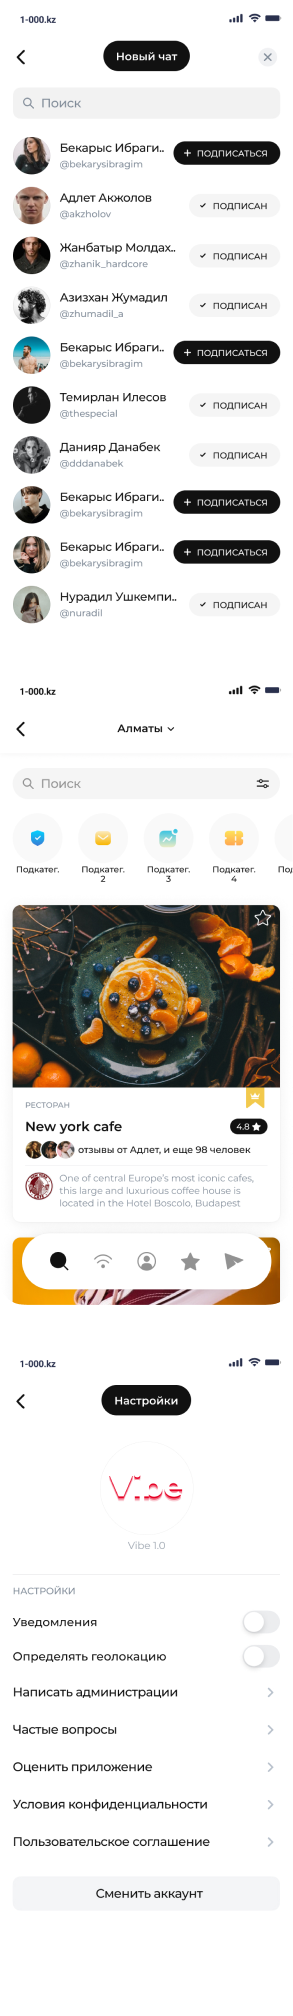 1-000.kz
Новый чат
Поиск
Бекарыс Ибраги..
@bekarysibragim
+ ПОДПИСАТЬСЯ
Адлет Акжолов
@akzholov
ПОДПИСАН
Жанбатыр Молдах..
@zhanik_hardcore
ПОДПИСАН
Азизхан Жумадил
@zhumadil_a
ПОДПИСАН
Бекарыс Ибраги..
@bekarysibragim
+ ПОДПИСАТЬСЯ
Темирлан Илесов
@thespecial
ПОДПИСАН
Данияр Данабек
@dddanabek
ПОДПИСАН
Бекарыс Ибраги..
@bekarysibragim
+ ПОДПИСАТЬСЯ
Бекарыс Ибраги..
@bekarysibragim
+ ПОДПИСАТЬСЯ
Нурадил Ушкемпи..
@nuradil
ПОДПИСАН
1-000.kz
Алматы
Поиск
Подкатег.
Подкатег.
2
Подкатег.
3
Подкатег.
4
Под
РЕСТОРАН
New york cafe
4.8
отзывы от Адлет, и еще 98 человек
One of central Europe's most iconic cafes,
this large and luxurious coffee house is
located in the Hotel Boscolo, Budapest
1-000.kz
Настройки
Vibe
Vibe 1.0
НАСТРОЙКИ
Уведомления
Определять геолокацию
Написать администрации
Частые вопросы
Оценить приложение
Условия конфиденциальности
Пользовательское соглашение
Сменить аккаунт